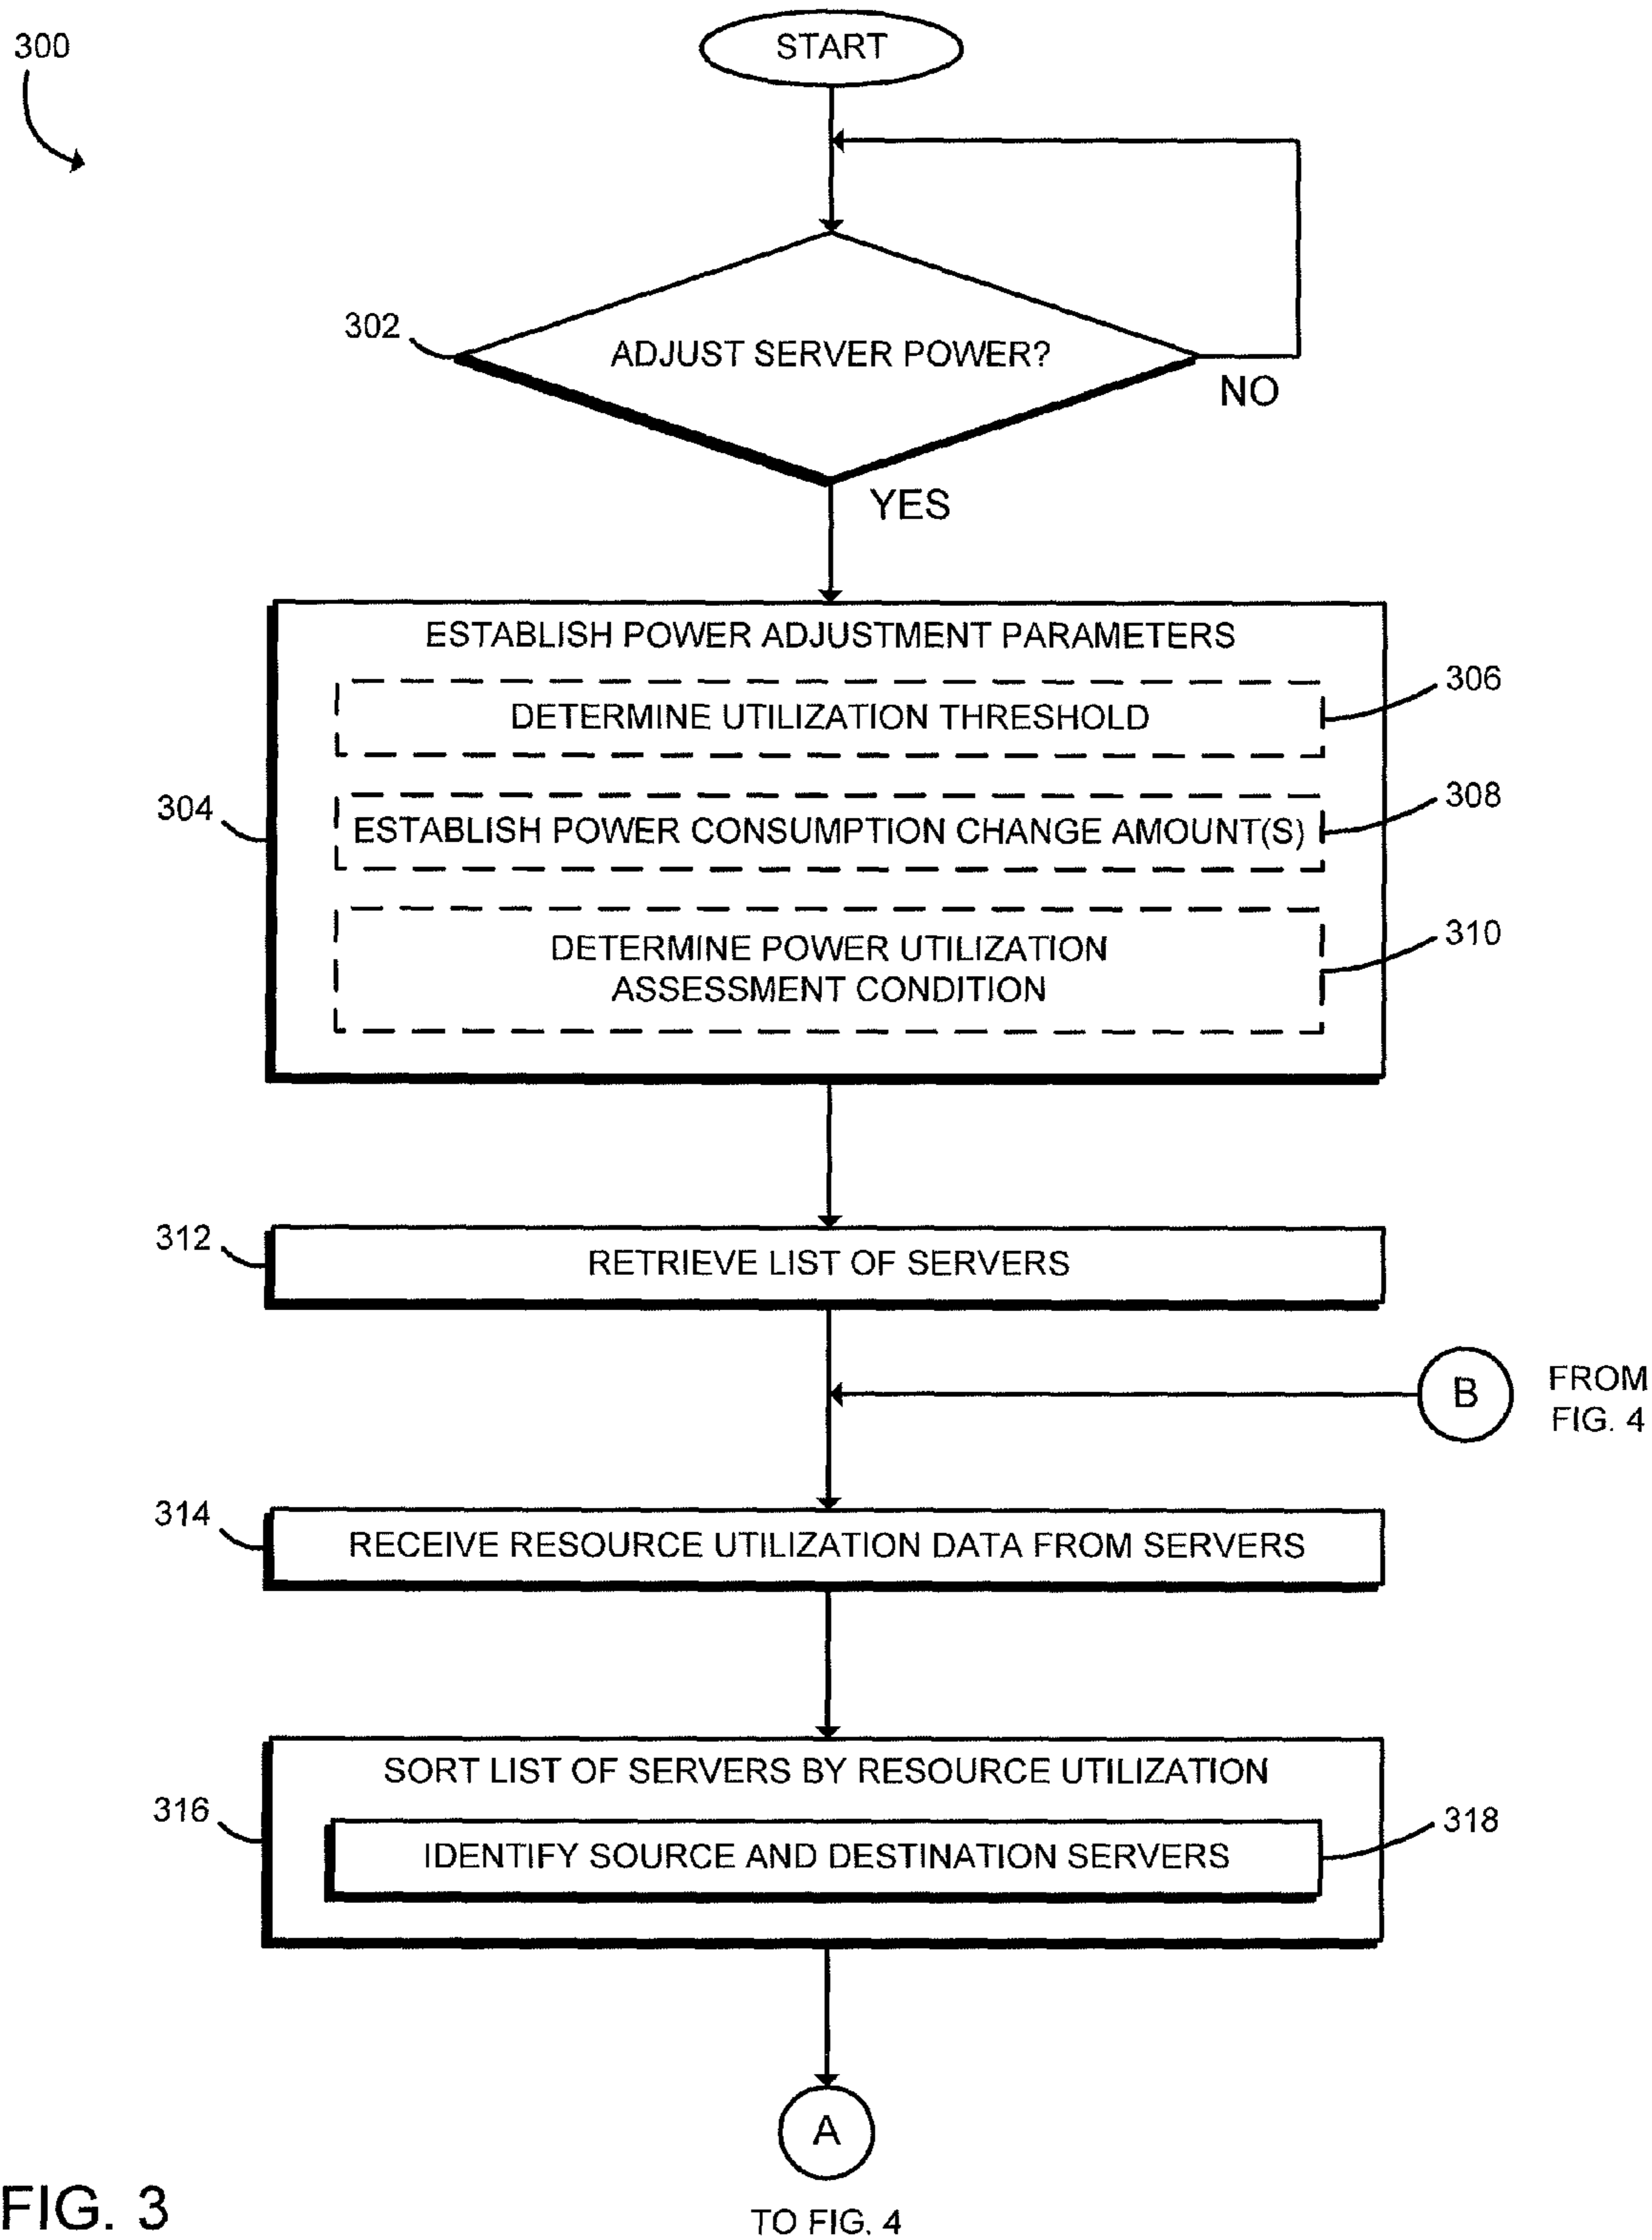 300
START
302
ADJUST SERVER POWER?
NO
YES
ESTABLISH POWER ADJUSTMENT PARAMETERS
306
DETERMINE UTILIZATION THRESHOLD
304
308
ESTABLISH POWER CONSUMPTION CHANGE AMOUNT(S)
310
DETERMINE POWER UTILIZATION
ASSESSMENT CONDITION
312
RETRIEVE LIST OF SERVERS
B
FROM
FIG. 4
314
RECEIVE RESOURCE UTILIZATION DATA FROM SERVERS
SORT LIST OF SERVERS BY RESOURCE UTILIZATION
316
318
IDENTIFY SOURCE AND DESTINATION SERVERS
A
FIG. 3
TO FIG. 4